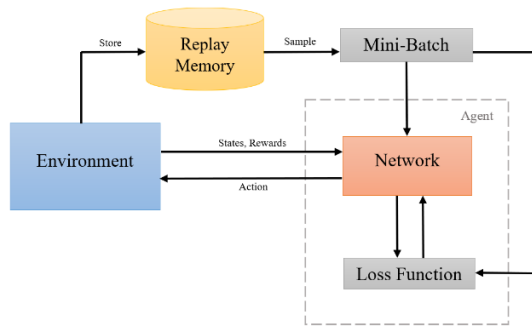 Store
Replay
Memory
Sample
Mini-Batch
Agent
Environment
States, Rewards
Action
Network
Loss Function